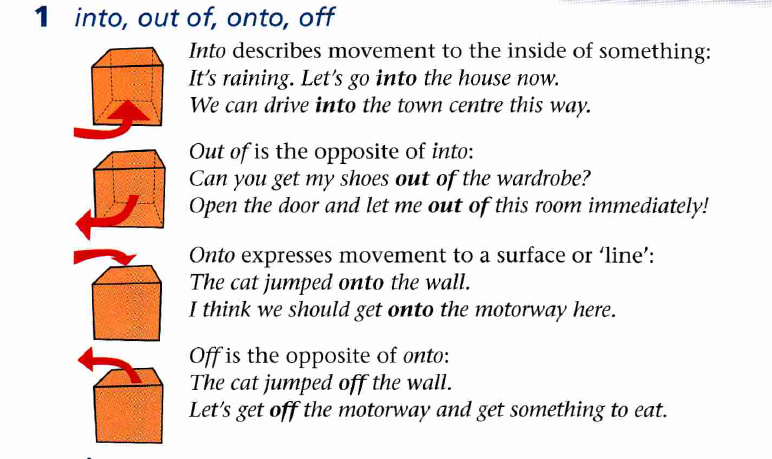 1 into, out of, onto, off
Into describes movement to the inside of something:
It's raining. Let's go into the house now.
We can drive into the town centre this way.
Out of is the opposite of into:
Can you get my shoes out of the wardrobe?
Open the door and let me out of this room immediately!
Onto expresses movement to a surface or ‘line’:
The cat jumped onto the wall.
I think we should get onto the motorway here.
Off is the opposite of onto:
The cat jumped off the wall.
Let's get off the motorway and get something to eat.